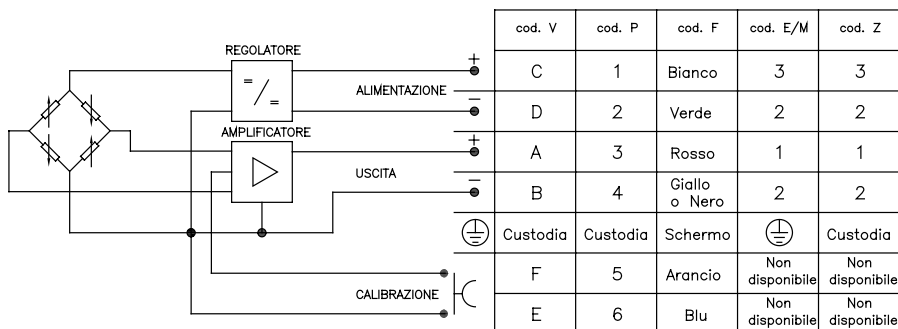 cod. V cod. P cod. F cod. E/M cod. Z
REGOLATORE
= / =
+ C 1 Bianco 3 3
ALIMENTAZIONE
− D 2 Verde 2 2
AMPLIFICATORE
+ A 3 Rosso 1 1
USCITA
− B 4 Giallo o Nero 2 2
Custodia Custodia Schermo Custodia
F 5 Arancio Non disponibile Non disponibile
CALIBRAZIONE
E 6 Blu Non disponibile Non disponibile